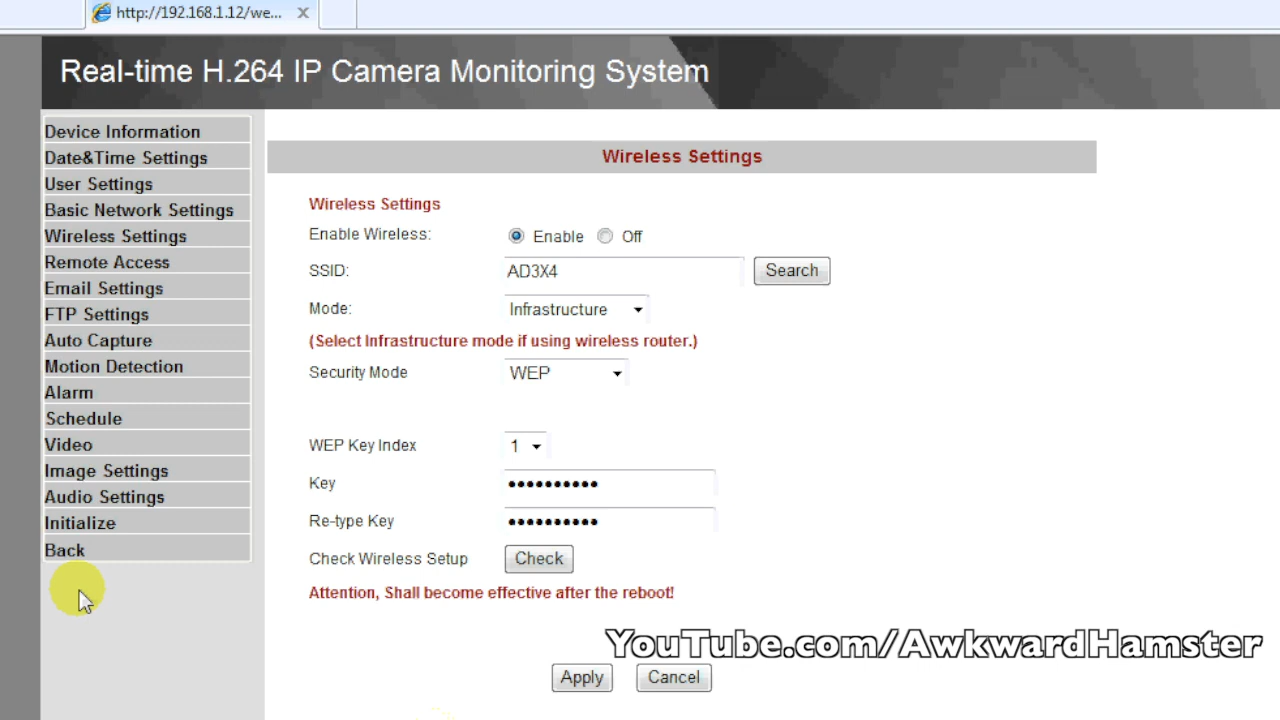 http://192.168.1.12/we...
Real-time H.264 IP Camera Monitoring System
Device Information
Date&Time Settings
User Settings
Basic Network Settings
Wireless Settings
Remote Access
Email Settings
FTP Settings
Auto Capture
Motion Detection
Alarm
Schedule
Video
Image Settings
Audio Settings
Initialize
Back
Wireless Settings
Wireless Settings
Enable Wireless: Enable Off
SSID: AD3X4 Search
Mode: Infrastructure
(Select Infrastructure mode if using wireless router.)
Security Mode WEP
WEP Key Index 1
Key ••••••••••
Re-type Key ••••••••••
Check Wireless Setup Check
Attention, Shall become effective after the reboot!
YouTube.com/AwkwardHamster
Apply Cancel